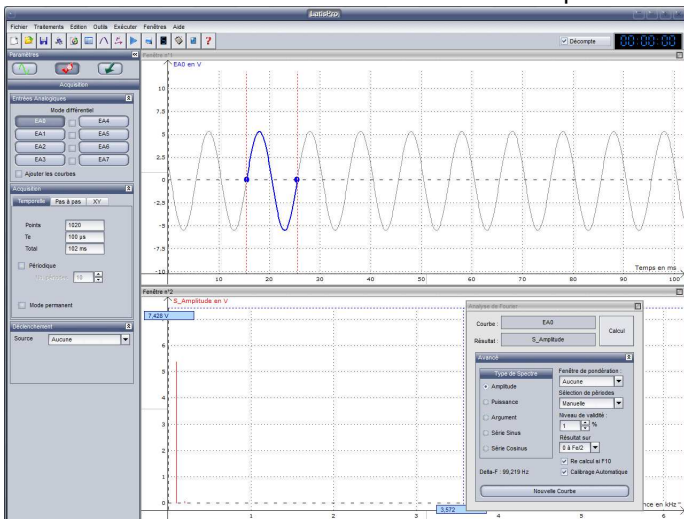 LatisPro
Fichier Traitements Edition Outils Exécuter Fenêtres Aide
Décompte 00:00:00
Paramètres
Acquisition
Entrées Analogiques
Mode différentiel
EA0 EA4
EA1 EA5
EA2 EA6
EA3 EA7
Ajouter les courbes
Acquisition
Temporelle Pas à pas XY
Points 1020
Te 100 µs
Total 102 ms
Périodique
10
Mode permanent
Déclenchement
Source Aucune
Fenêtre n°1
EA0 en V
10
7.5
5
2.5
0
-2.5
-5
-7.5
-10
Temps en ms
10 20 30 40 50 60 70 80 90 100
Fenêtre n°2
S_Amplitude en V
7,428 V
6
5
4
3
2
1
0
1 2 3 4 5 6
3,572
nce en kHz
Analyse de Fourier
Courbe : EA0
Résultat : S_Amplitude
Calcul
Avancé
Type de Spectre
Amplitude
Puissance
Argument
Série Sinus
Série Cosinus
Fenêtre de pondération :
Aucune
Sélection de périodes
Manuelle
Niveau de validité :
1 %
Résultat sur
0 à Fe/2
Re calcul si F10
Delta-F : 99,219 Hz
Calibrage Automatique
Nouvelle Courbe